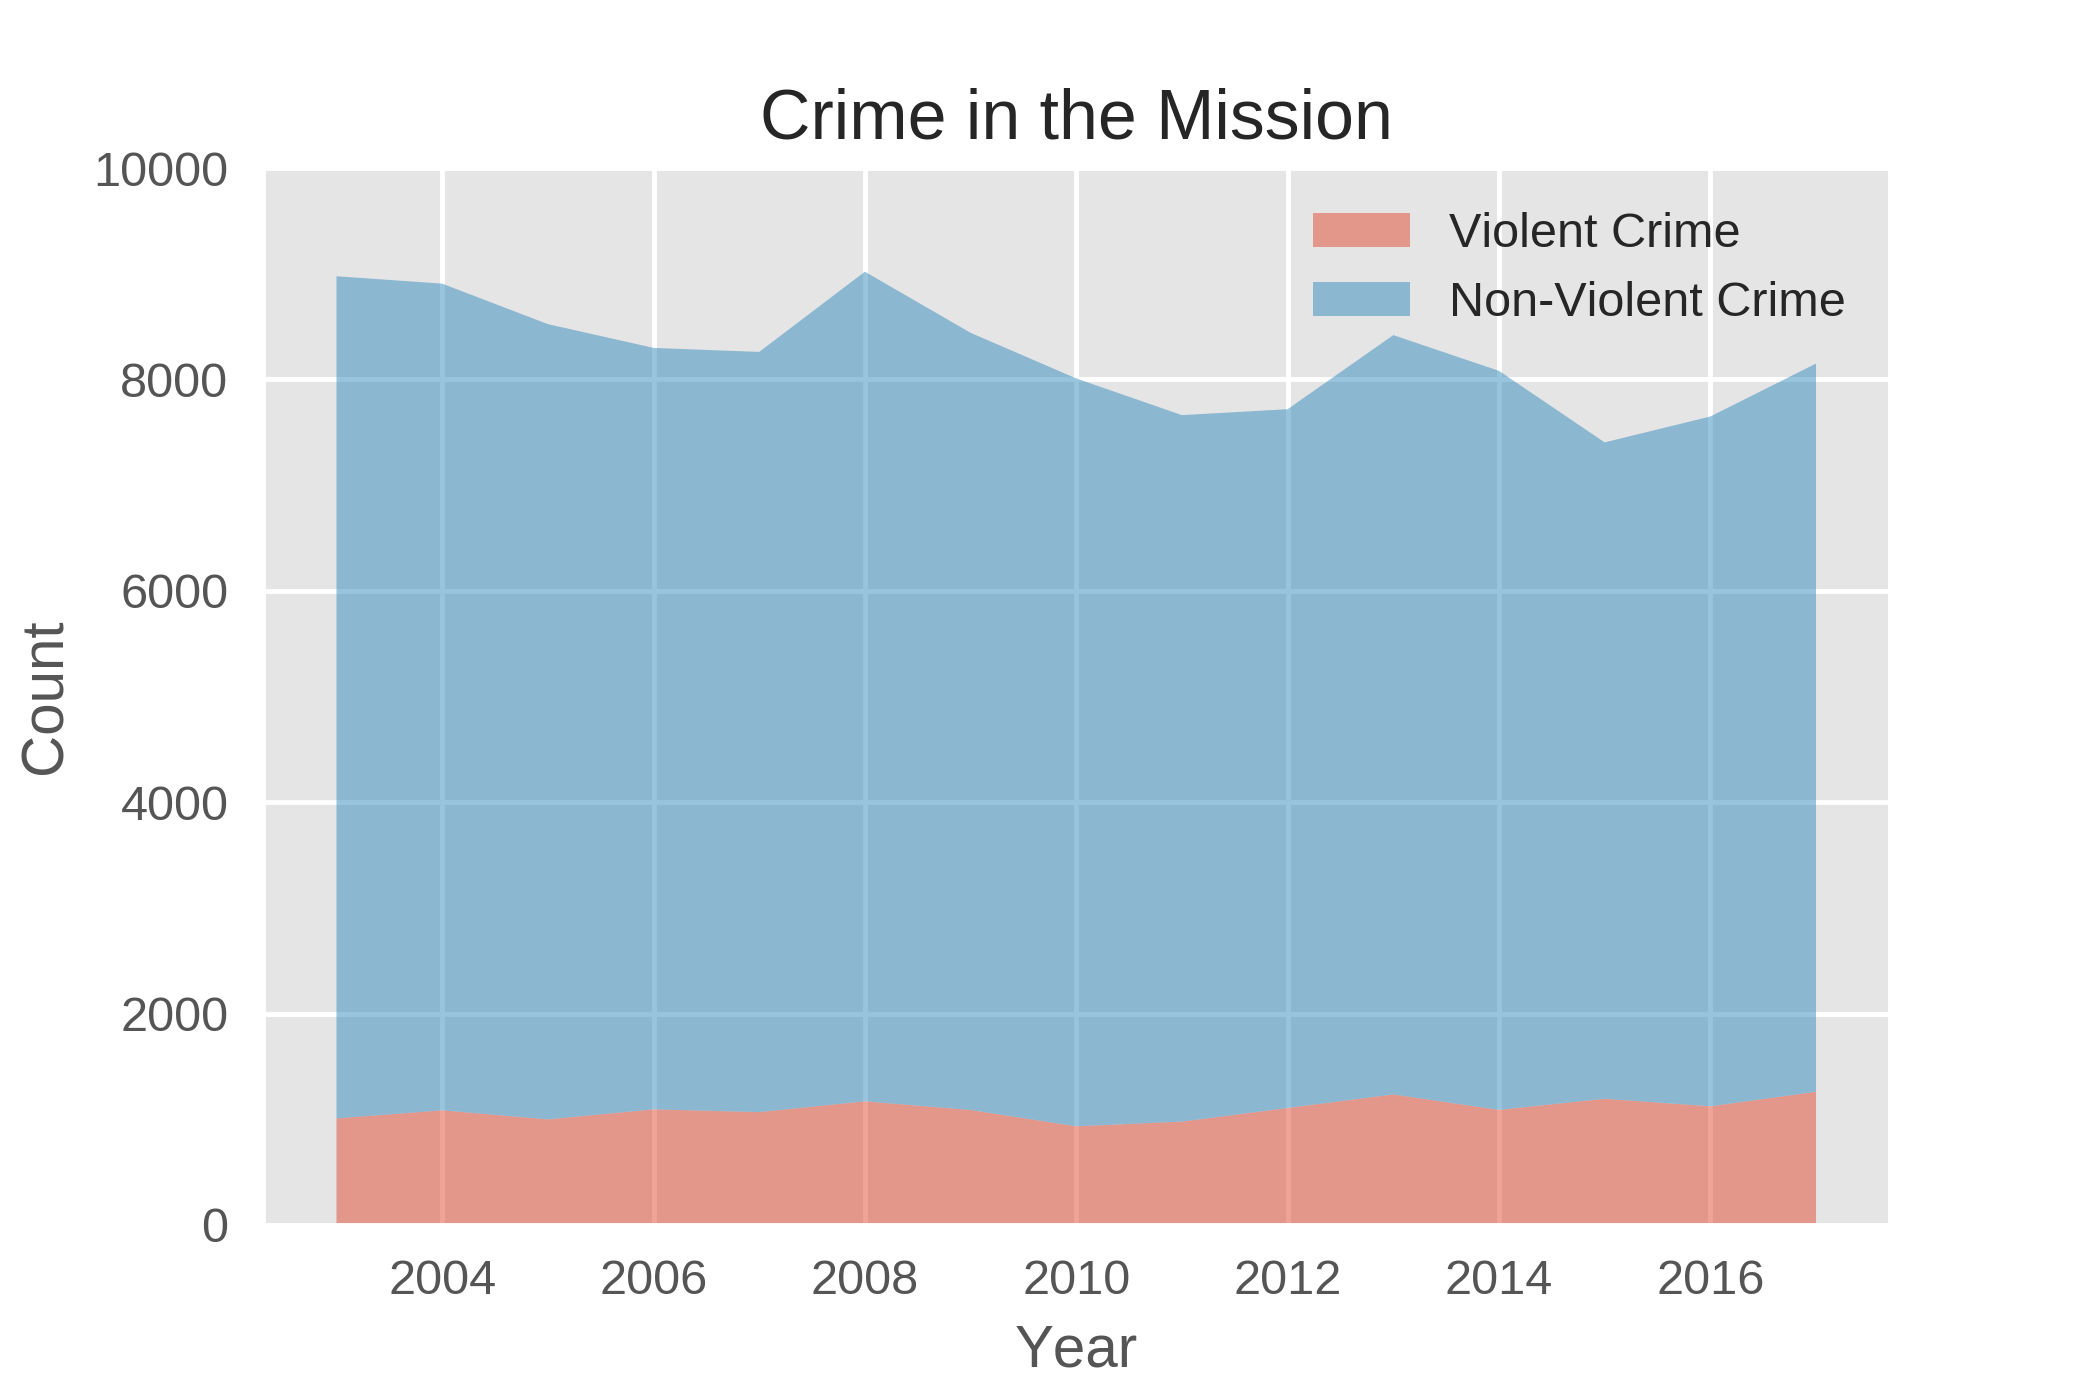 Crime in the Mission
10000
8000
6000
4000
2000
0
Count
Violent Crime
Non-Violent Crime
2004 2006 2008 2010 2012 2014 2016
Year